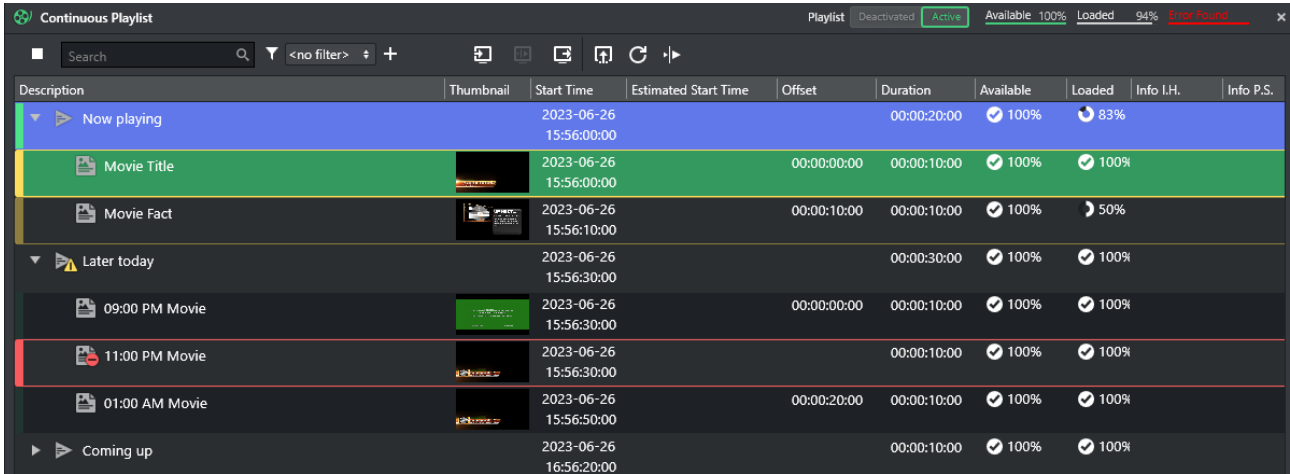 Continuous Playlist
Playlist Deactivated Active Available 100% Loaded 94% Error Found
Search <no filter>
Description Thumbnail Start Time Estimated Start Time Offset Duration Available Loaded Info I.H. Info P.S.
Now playing 2023-06-26 00:00:20:00 100% 83%
15:56:00:00
Movie Title 2023-06-26 00:00:00:00 00:00:10:00 100% 100%
15:56:00:00
Movie Fact 2023-06-26 00:00:10:00 00:00:10:00 100% 50%
15:56:10:00
Later today 2023-06-26 00:00:30:00 100% 100%
15:56:30:00
09:00 PM Movie 2023-06-26 00:00:00:00 00:00:10:00 100% 100%
15:56:30:00
11:00 PM Movie 2023-06-26 00:00:10:00 100% 100%
15:56:30:00
01:00 AM Movie 2023-06-26 00:00:20:00 00:00:10:00 100% 100%
15:56:50:00
Coming up 2023-06-26 00:00:10:00 100% 100%
16:56:20:00